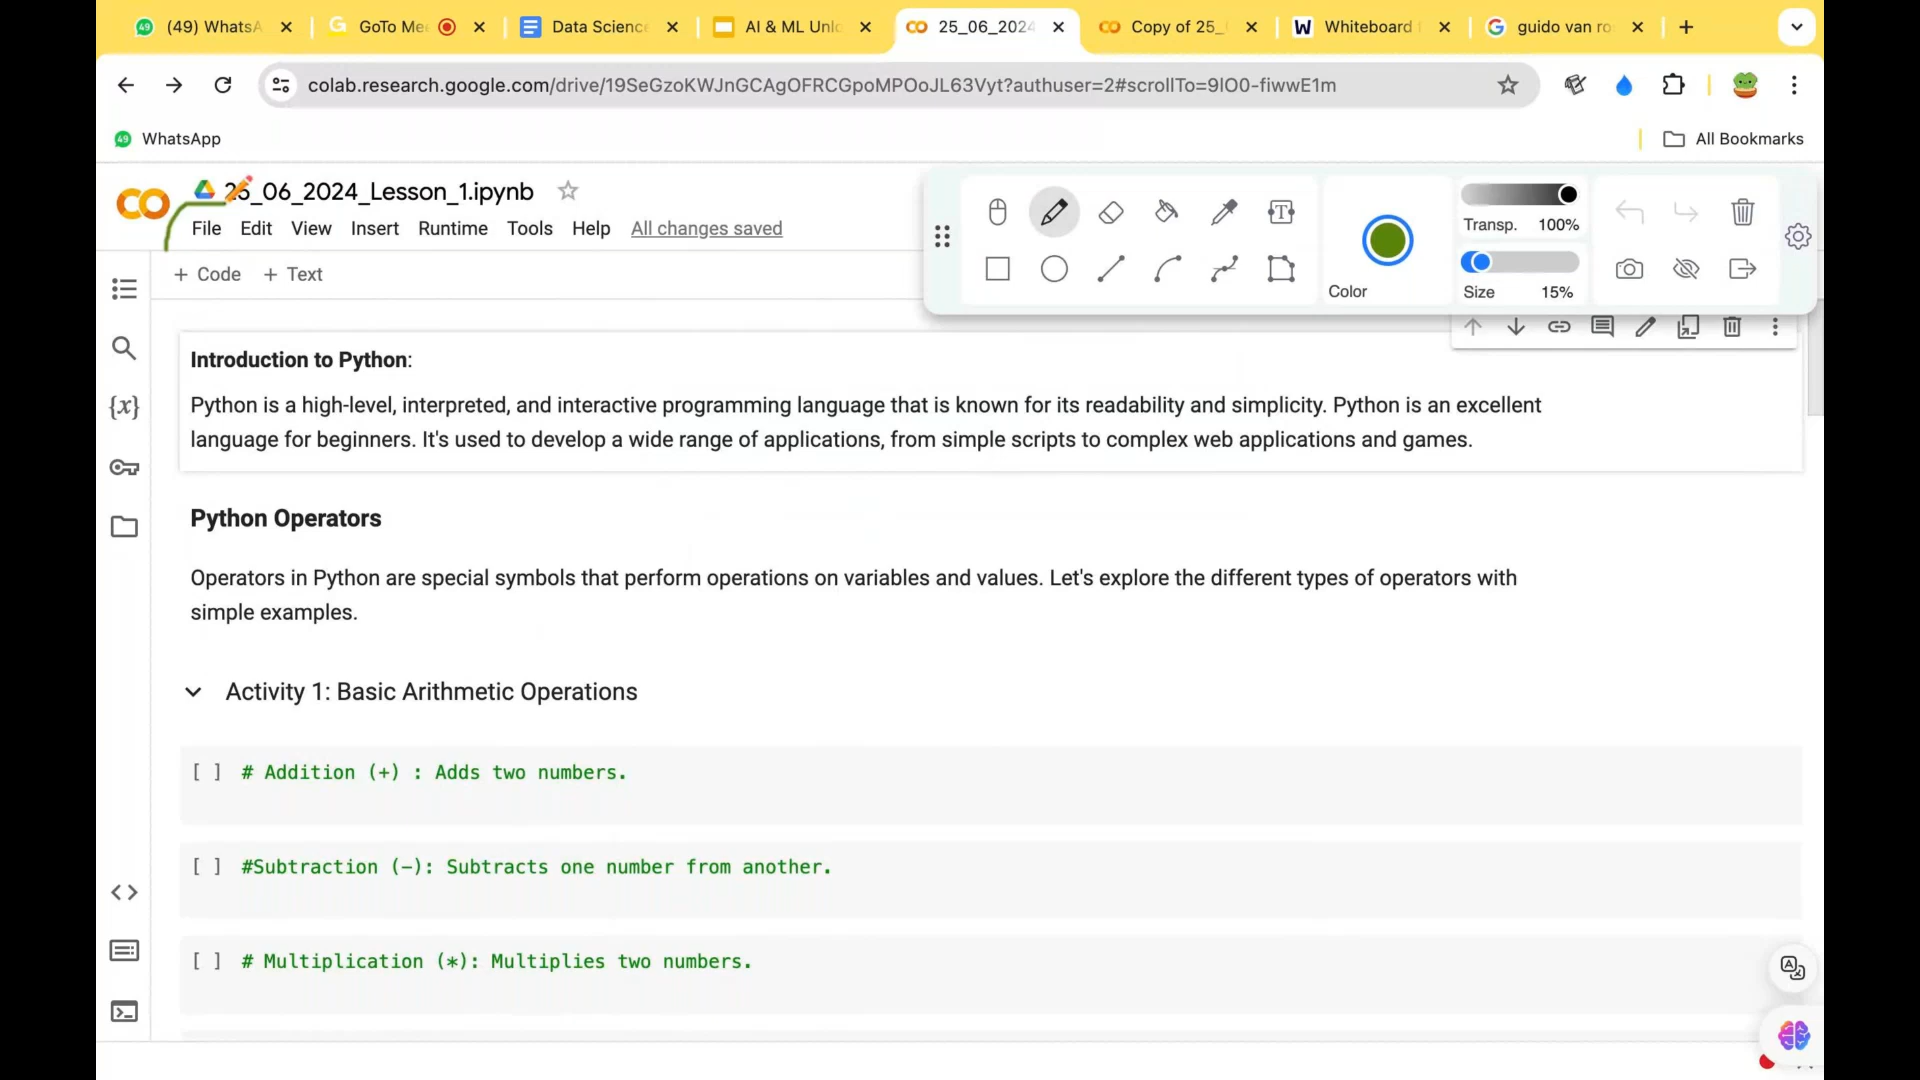 (49) WhatsA
GoTo Me
Data Science
AI & ML Unl
25_06_2024
Copy of 25_
Whiteboard
guido van ro
colab.research.google.com/drive/19SeGzoKWJnGCAgOFRCGpoMPOoJL63Vyt?authuser=2#scrollTo=9lO0-fiwwE1m
49 WhatsApp
All Bookmarks
25_06_2024_Lesson_1.ipynb
File Edit View Insert Runtime Tools Help All changes saved
Transp. 100%
Color
Size 15%
+ Code + Text
Introduction to Python:
Python is a high-level, interpreted, and interactive programming language that is known for its readability and simplicity. Python is an excellent
language for beginners. It's used to develop a wide range of applications, from simple scripts to complex web applications and games.
Python Operators
Operators in Python are special symbols that perform operations on variables and values. Let's explore the different types of operators with
simple examples.
Activity 1: Basic Arithmetic Operations
[ ] # Addition (+) : Adds two numbers.
[ ] #Subtraction (-): Subtracts one number from another.
[ ] # Multiplication (*): Multiplies two numbers.